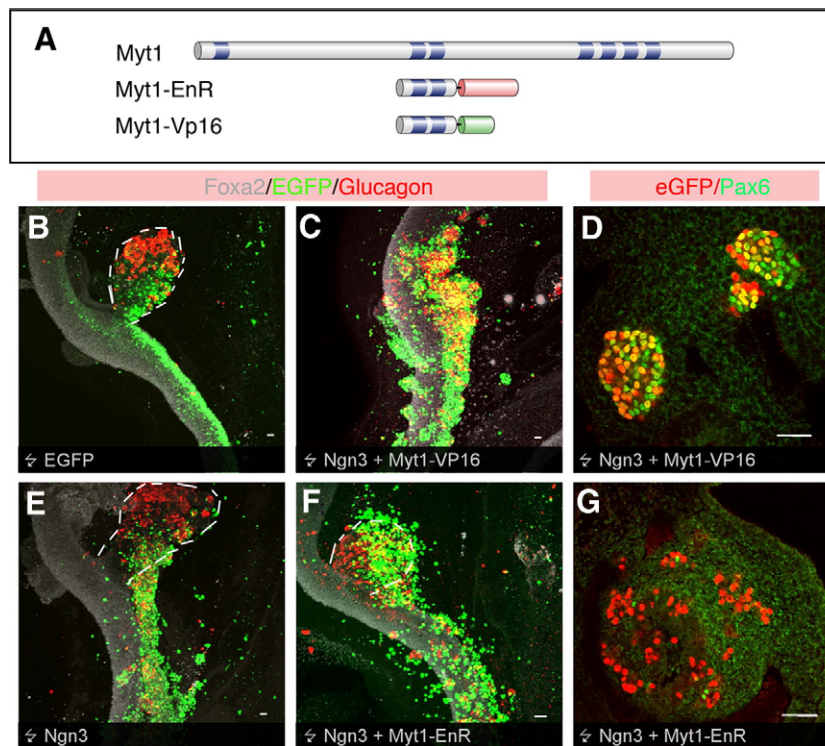 A
Myt1
Myt1-EnR
Myt1-Vp16
Foxa2/EGFP/Glucagon
eGFP/Pax6
B
EGFP
C
Ngn3 + Myt1-VP16
D
Ngn3 + Myt1-VP16
E
Ngn3
F
Ngn3 + Myt1-EnR
G
Ngn3 + Myt1-EnR